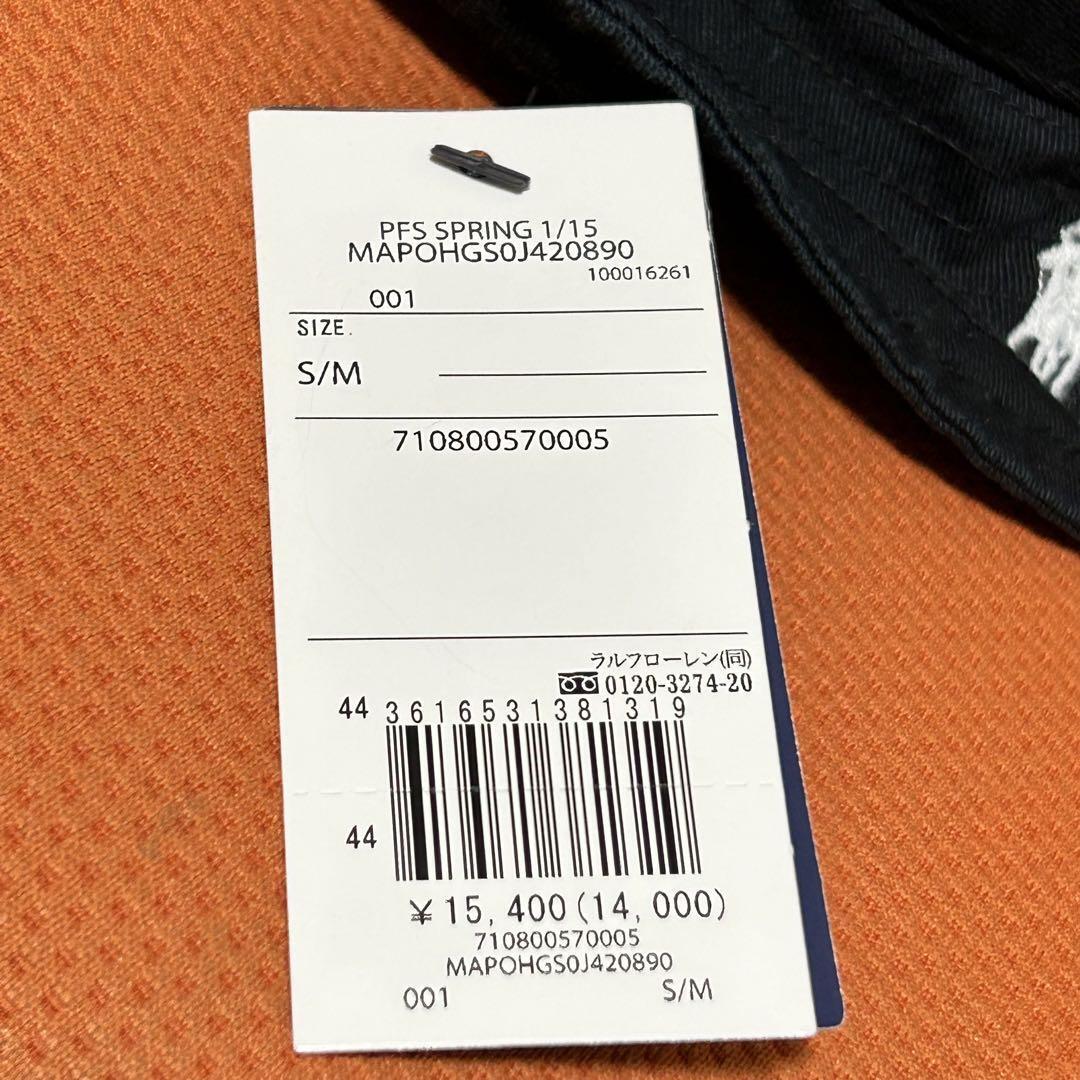 PFS SPRING 1/15
MAPOHGS0J420890
100016261
001
SIZE.
S/M
710800570005
ラルフローレン(同)
0120-3274-20
44 3616531381319
44
¥ 15,400(14,000)
710800570005
MAPOHGS0J420890
001 S/M